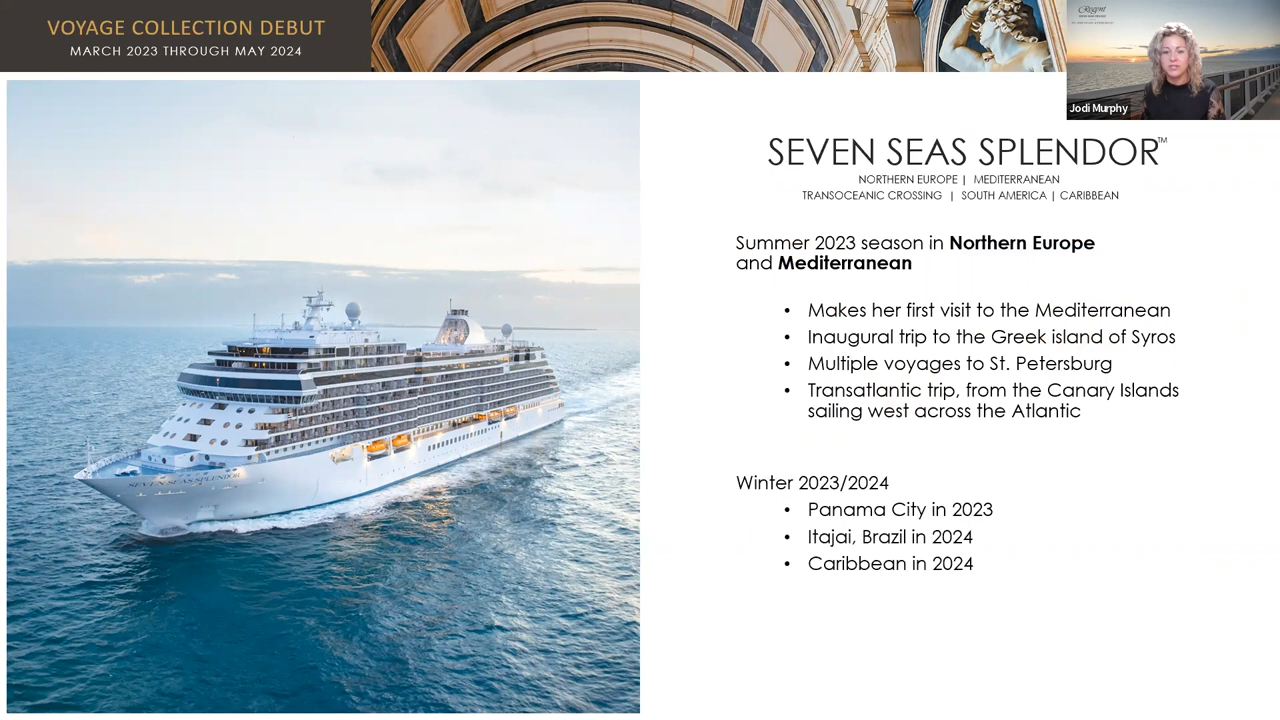 VOYAGE COLLECTION DEBUT
MARCH 2023 THROUGH MAY 2024
Regent
Jodi Murphy
SEVEN SEAS SPLENDOR™
NORTHERN EUROPE | MEDITERRANEAN
TRANSOCEANIC CROSSING | SOUTH AMERICA | CARIBBEAN
Summer 2023 season in Northern Europe
and Mediterranean
• Makes her first visit to the Mediterranean
• Inaugural trip to the Greek island of Syros
• Multiple voyages to St. Petersburg
• Transatlantic trip, from the Canary Islands
sailing west across the Atlantic
Winter 2023/2024
• Panama City in 2023
• Itajai, Brazil in 2024
• Caribbean in 2024
SEVEN SEAS SPLENDOR